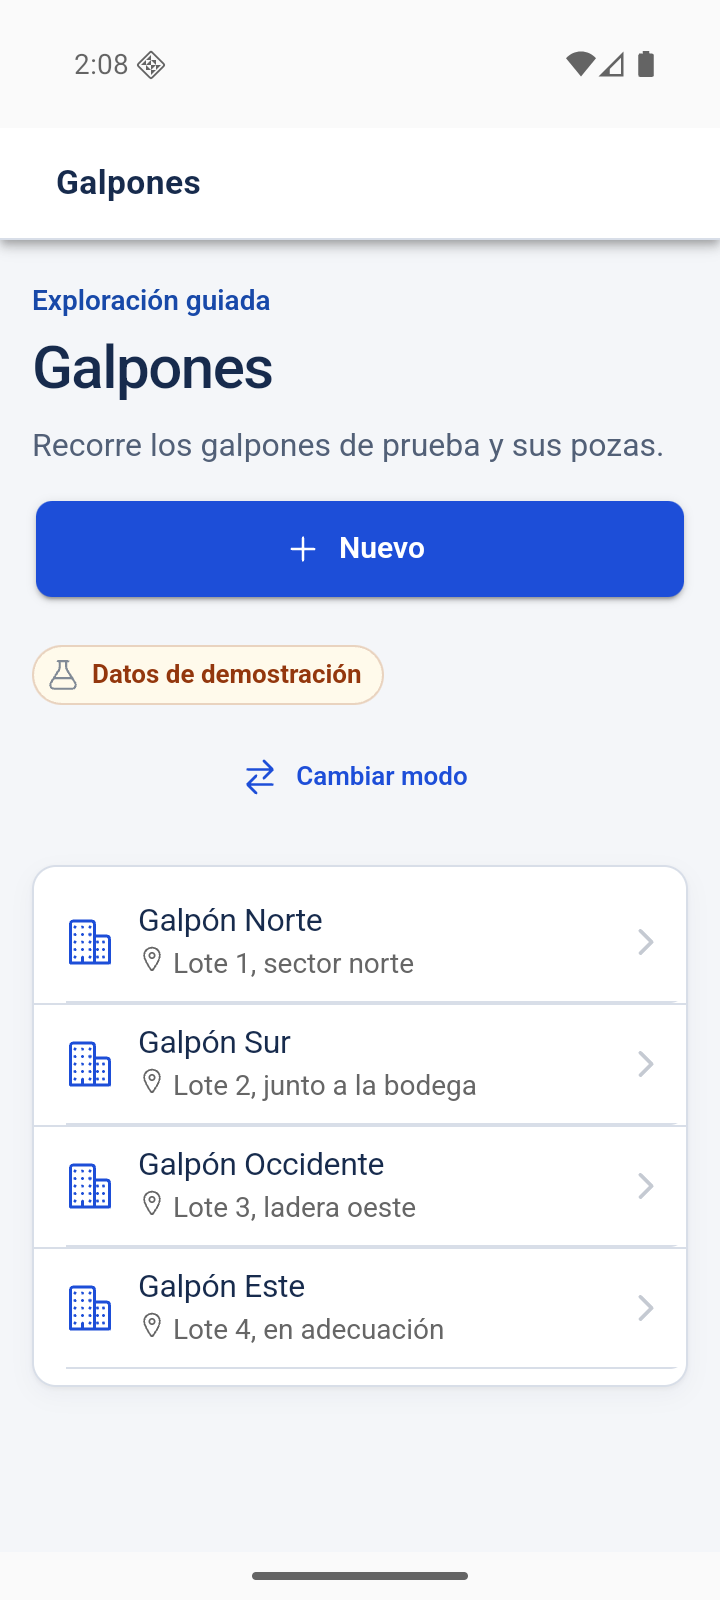 2:08
Galpones
Exploración guiada
Galpones
Recorre los galpones de prueba y sus pozas.
Nuevo
Datos de demostración
Cambiar modo
Galpón Norte
Lote 1, sector norte
Galpón Sur
Lote 2, junto a la bodega
Galpón Occidente
Lote 3, ladera oeste
Galpón Este
Lote 4, en adecuación